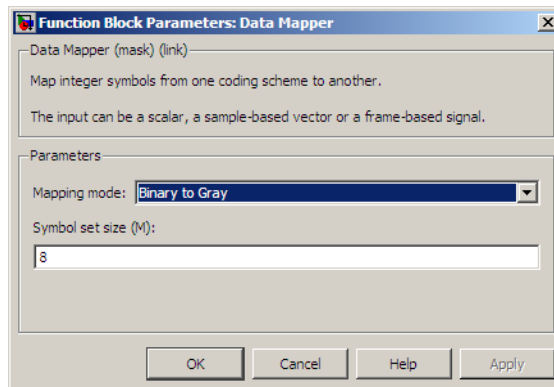 Function Block Parameters: Data Mapper
Data Mapper (mask) (link)
Map integer symbols from one coding scheme to another.
The input can be a scalar, a sample-based vector or a frame-based signal.
Parameters
Mapping mode: Binary to Gray
Symbol set size (M):
8
OK Cancel Help Apply